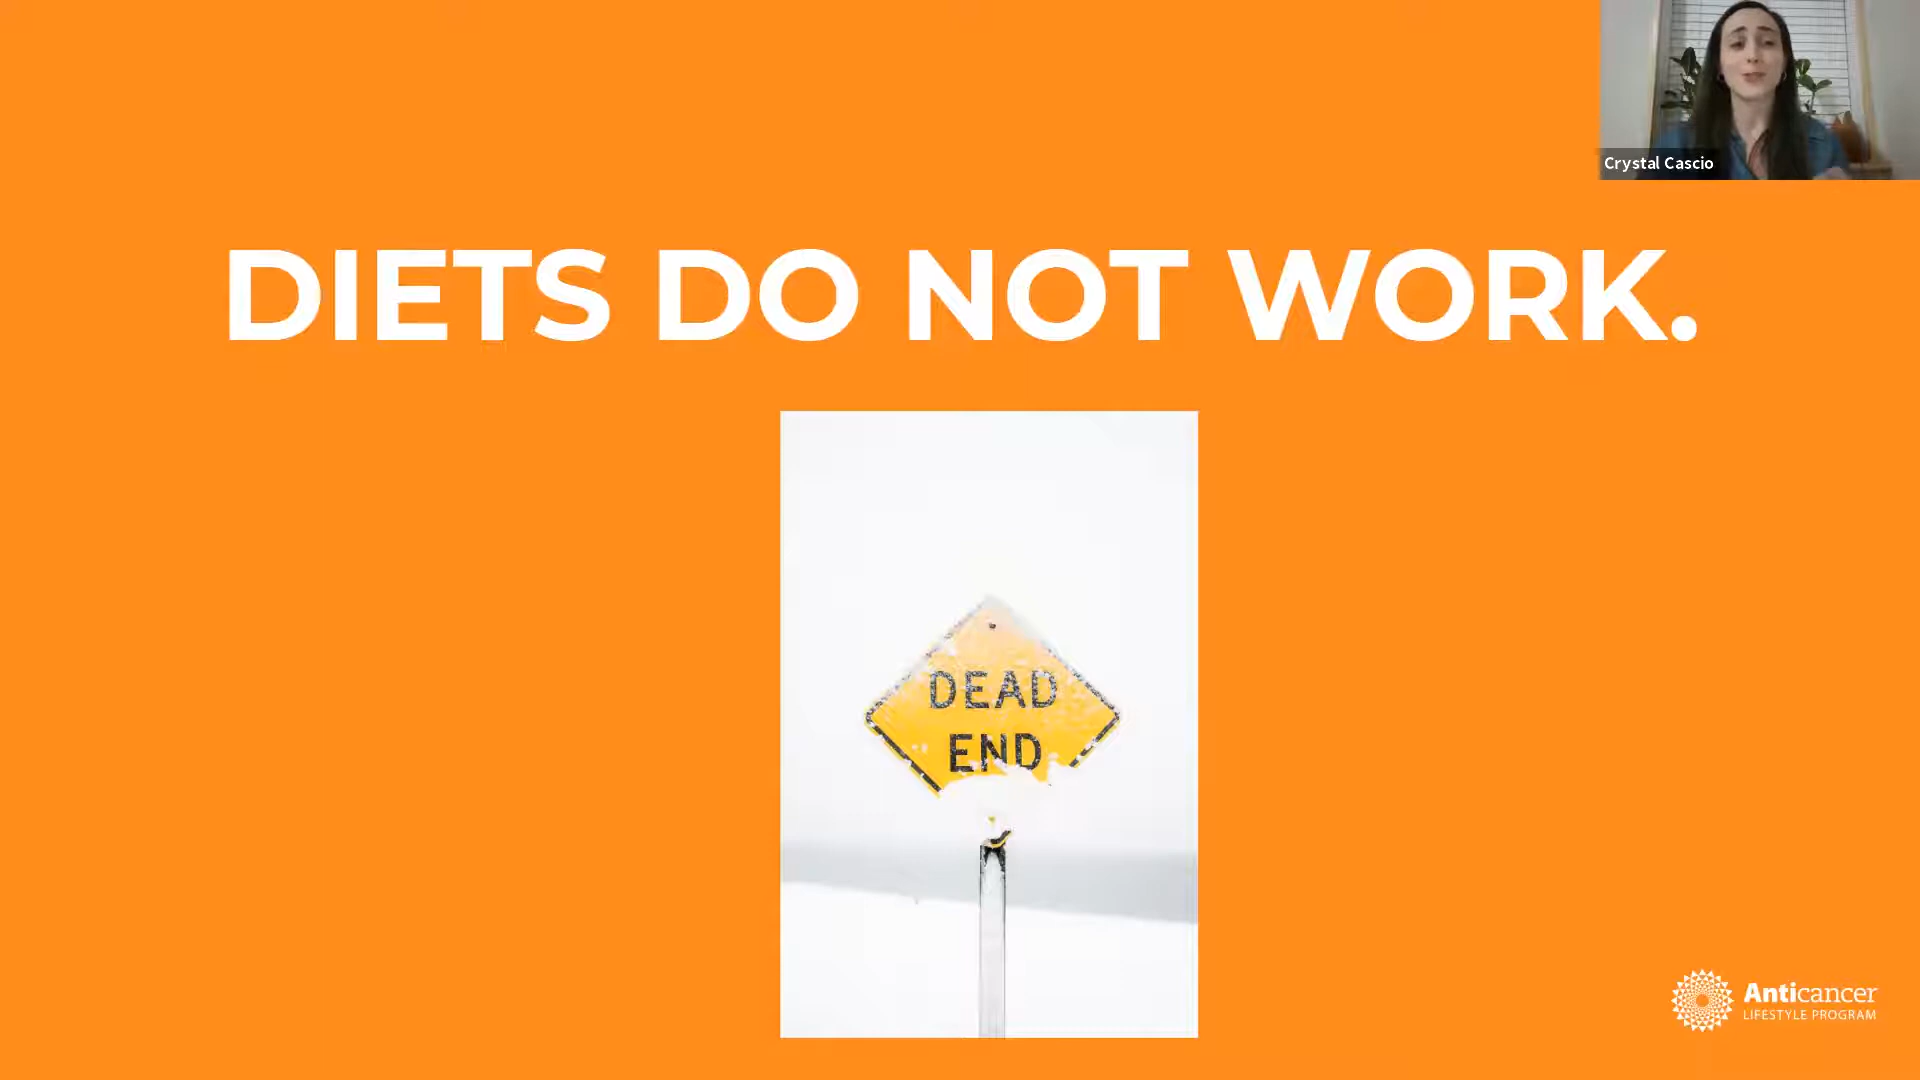 Crystal Cascio
DIETS DO NOT WORK.
DEAD
END
Anticancer
LIFESTYLE PROGRAM